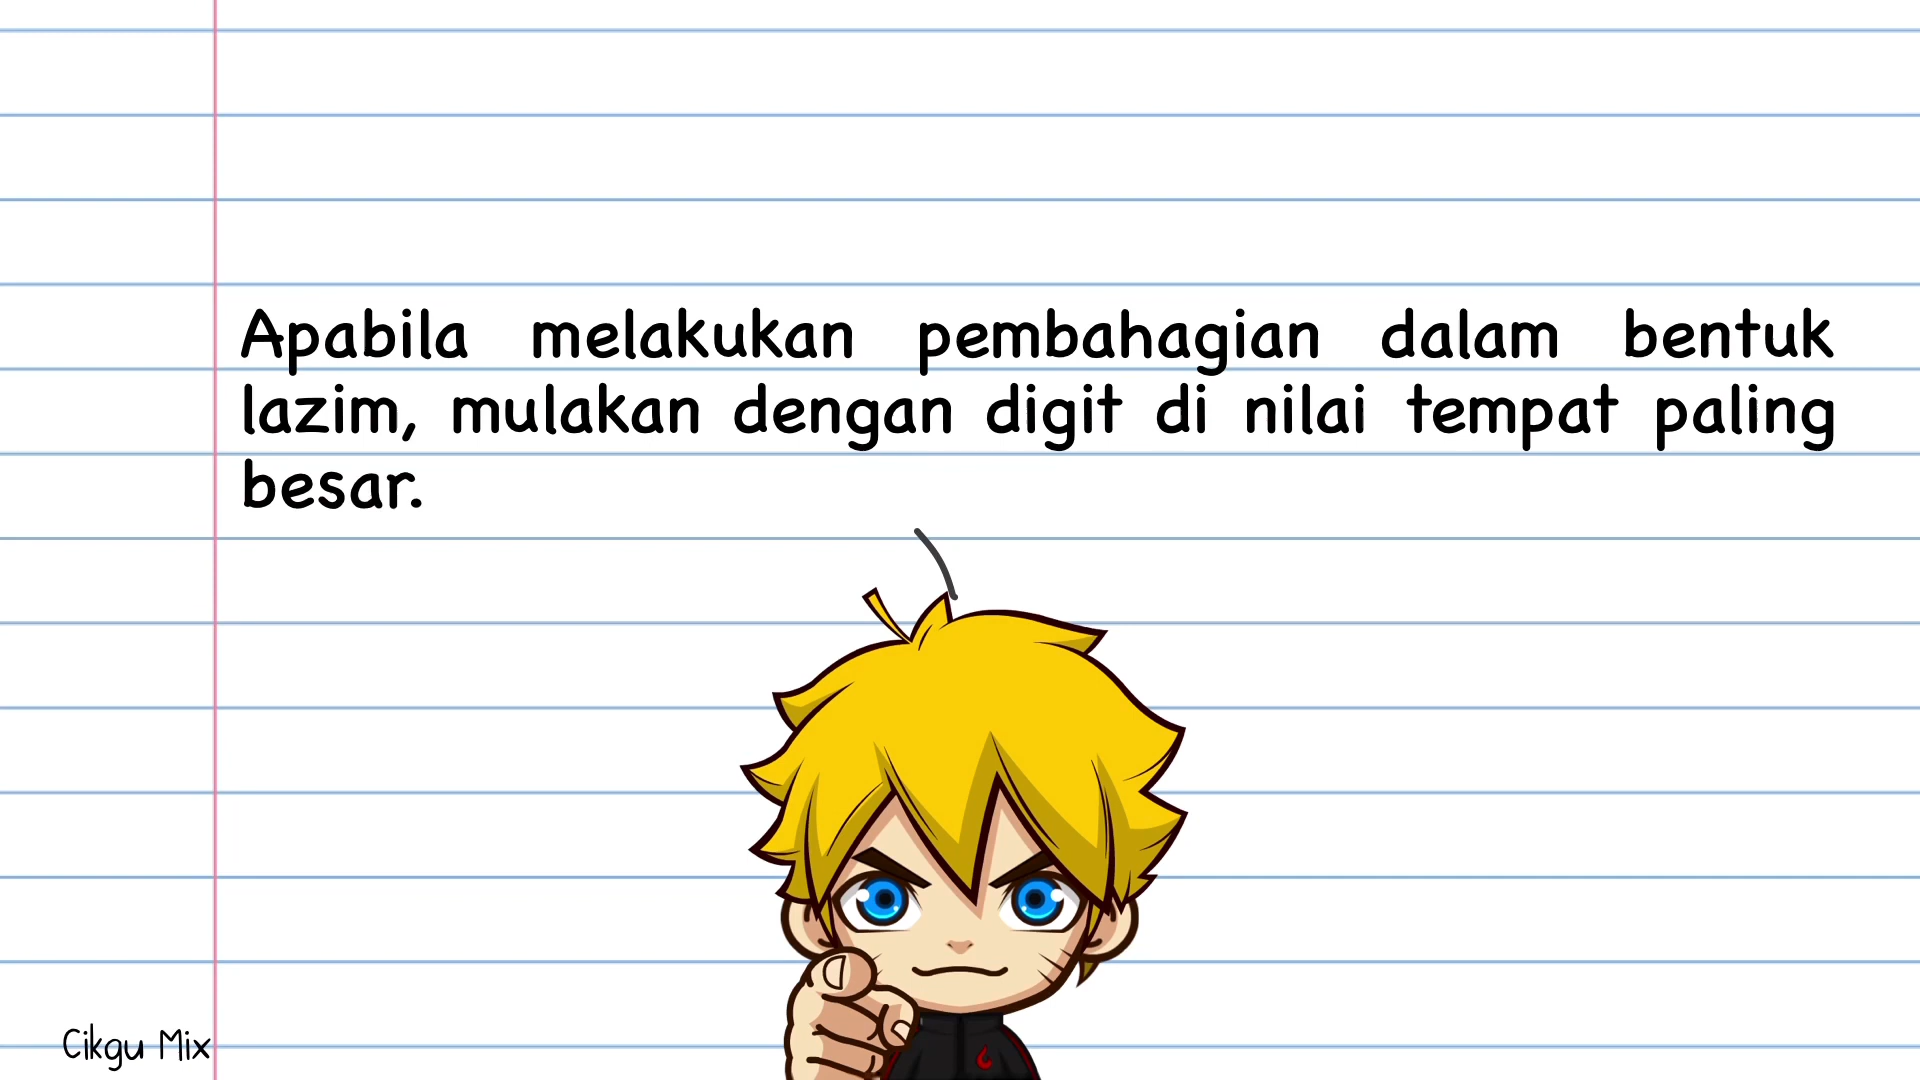 Apabila melakukan pembahagian dalam bentuk
lazim, mulakan dengan digit di nilai tempat paling
besar.
Cikgu Mix